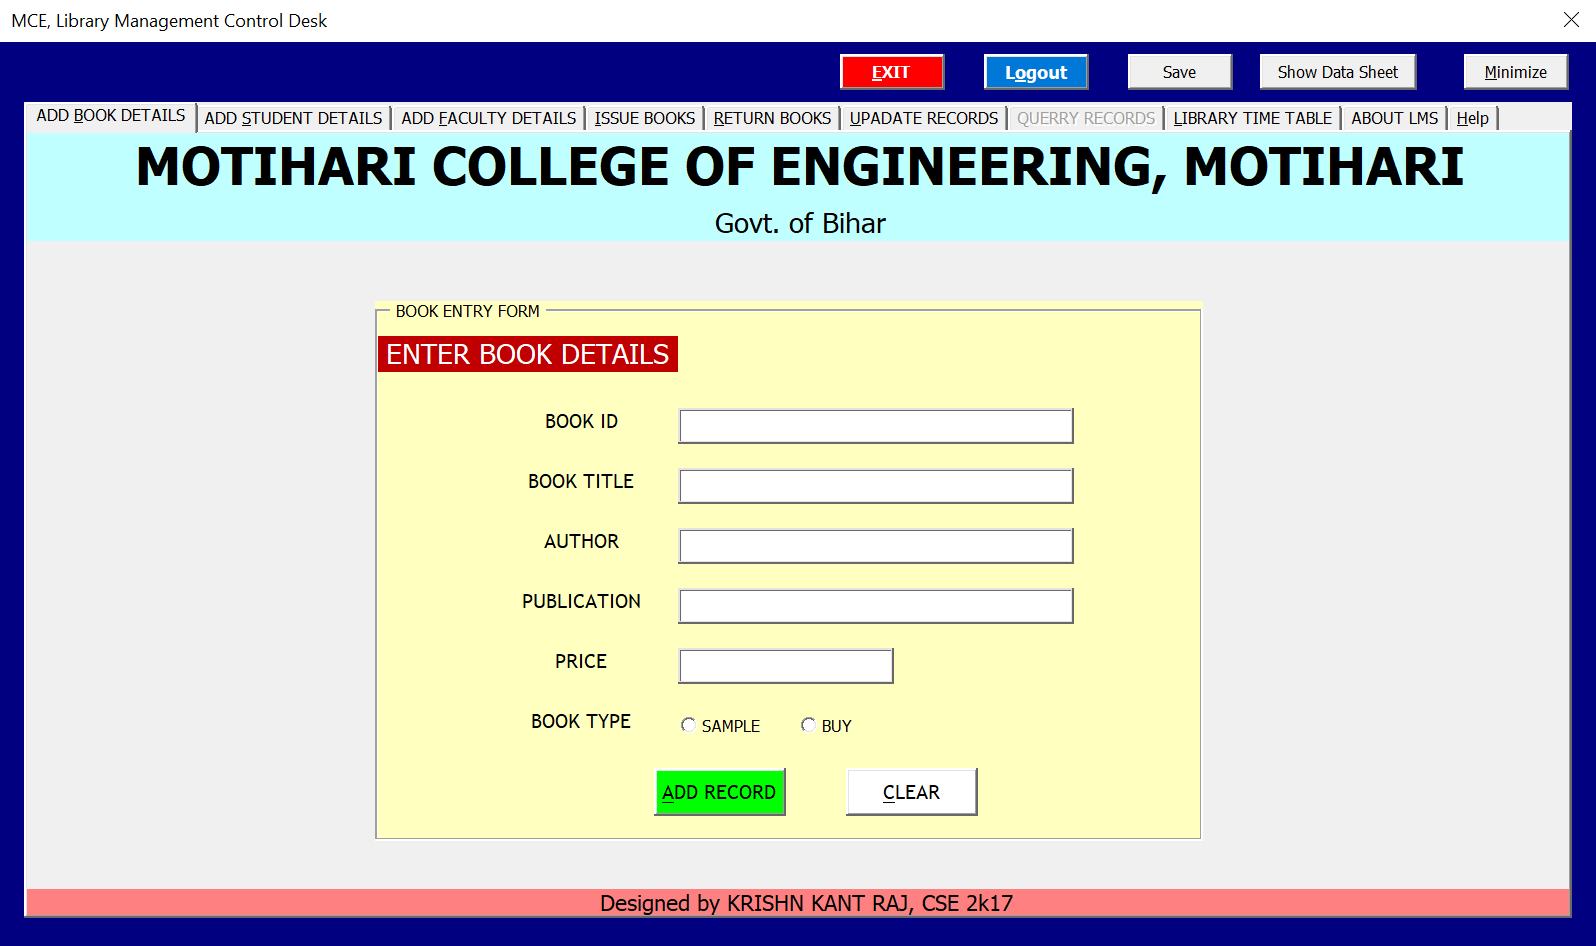 MCE, Library Management Control Desk
EXIT Logout Save Show Data Sheet Minimize
ADD BOOK DETAILS ADD STUDENT DETAILS ADD FACULTY DETAILS ISSUE BOOKS RETURN BOOKS UPADATE RECORDS QUERRY RECORDS LIBRARY TIME TABLE ABOUT LMS Help
MOTIHARI COLLEGE OF ENGINEERING, MOTIHARI
Govt. of Bihar
BOOK ENTRY FORM
ENTER BOOK DETAILS
BOOK ID
BOOK TITLE
AUTHOR
PUBLICATION
PRICE
BOOK TYPE SAMPLE BUY
ADD RECORD CLEAR
Designed by KRISHN KANT RAJ, CSE 2k17